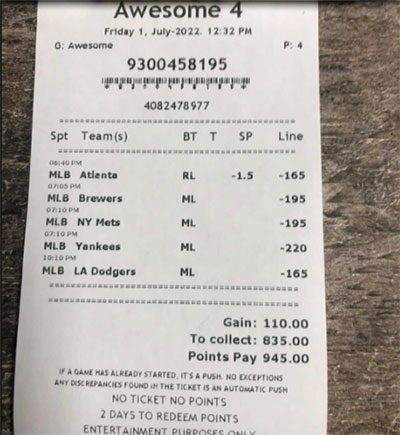 Awesome 4
Friday 1, July-2022. 12:32 PM
O: Awesome P: 4
9300458195
4082478977
Spt Team(s) BT T SP Line
06:40 PM
MLB Atlanta RL -1.5 -165
07:05 PM
MLB Brewers ML -195
07:10 PM
MLB NY Mets ML -195
07:10 PM
MLB Yankees ML -220
10:10 PM
MLB LA Dodgers ML -165
Gain: 110.00
To collect: 835.00
Points Pay 945.00
IF A GAME HAS ALREADY STARTED, IT'S A PUSH. NO EXCEPTIONS
ANY DISCREPANCIES FOUND IN THE TICKET IS AN AUTOMATIC PUSH
NO TICKET NO POINTS
2 DAYS TO REDEEM POINTS
ENTERTAINMENT PURPOSES ONLY